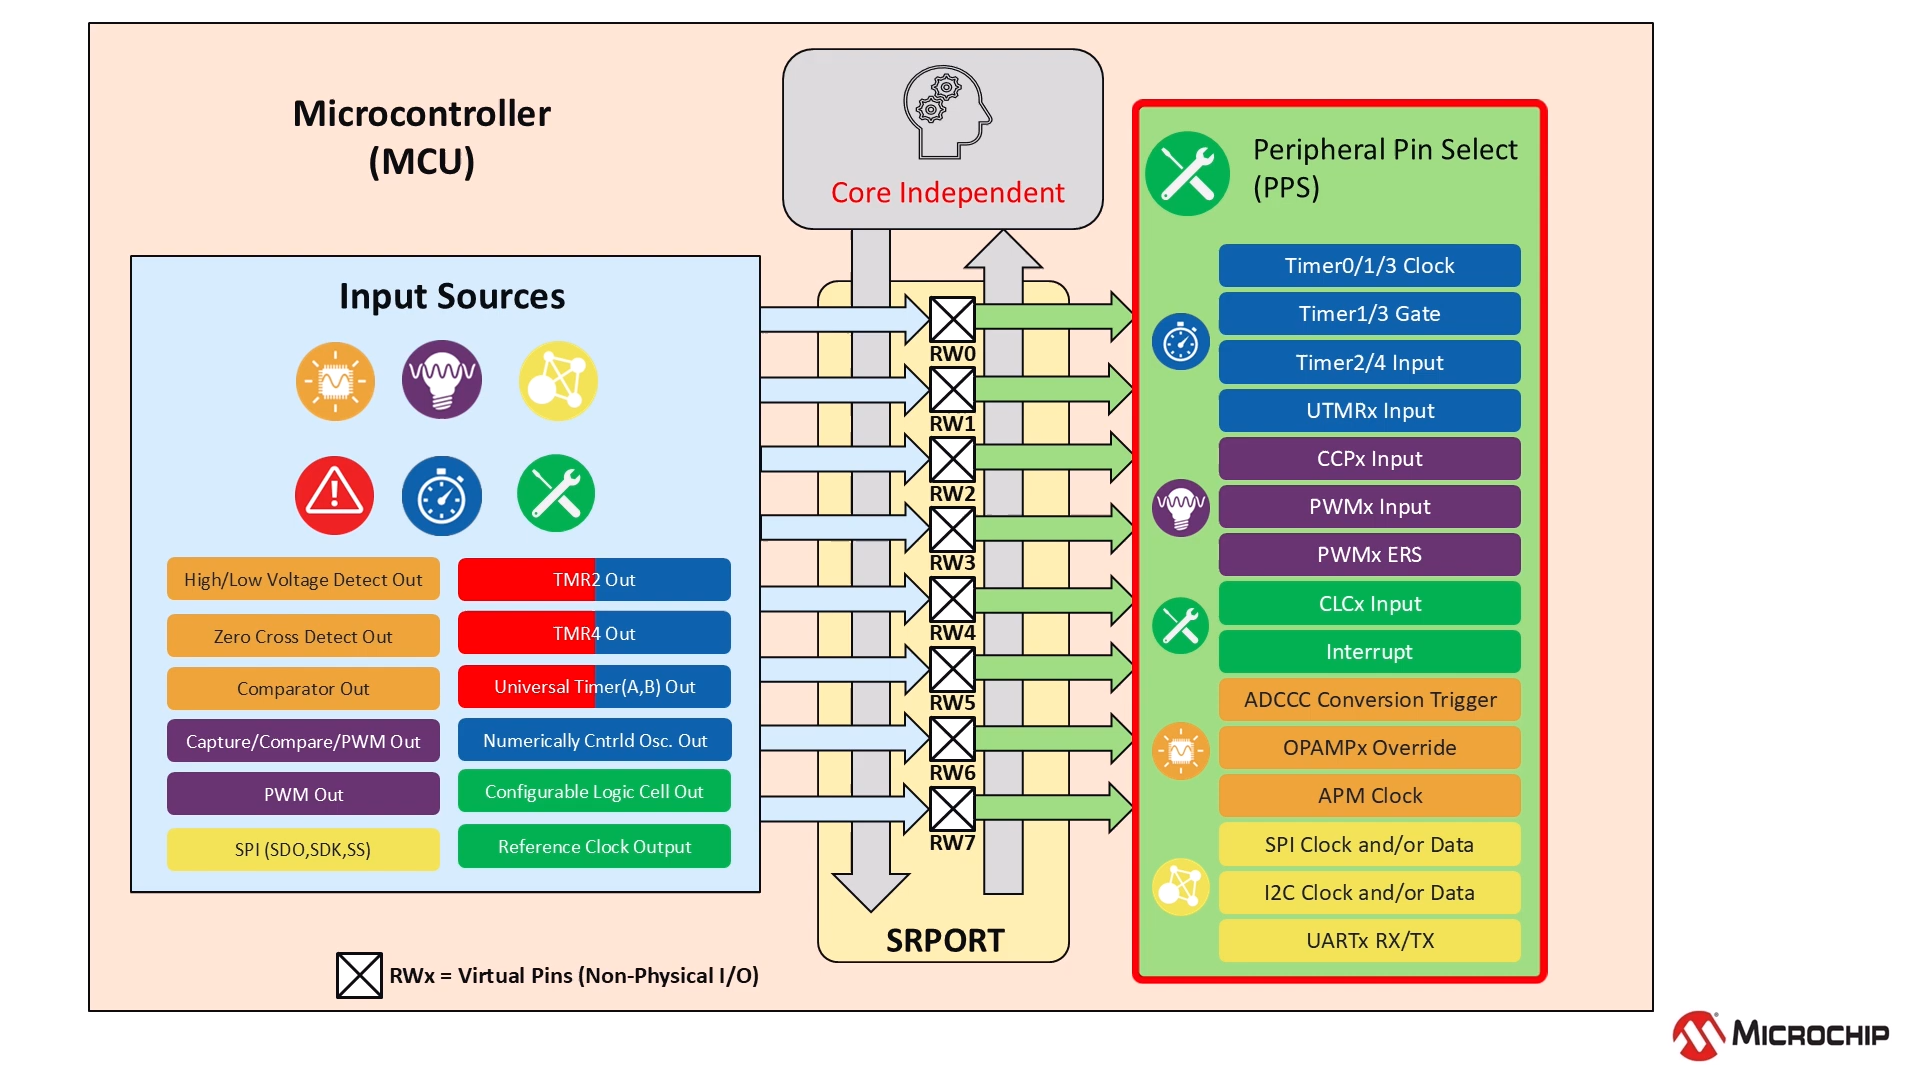 Microcontroller
(MCU)
Core Independent
Input Sources
High/Low Voltage Detect Out
Zero Cross Detect Out
Comparator Out
Capture/Compare/PWM Out
PWM Out
SPI (SDO,SDK,SS)
TMR2 Out
TMR4 Out
Universal Timer(A,B) Out
Numerically Cntrld Osc. Out
Configurable Logic Cell Out
Reference Clock Output
RW0
RW1
RW2
RW3
RW4
RW5
RW6
RW7
SRPORT
RWx = Virtual Pins (Non-Physical I/O)
Peripheral Pin Select
(PPS)
Timer0/1/3 Clock
Timer1/3 Gate
Timer2/4 Input
UTMRx Input
CCPx Input
PWMx Input
PWMx ERS
CLCx Input
Interrupt
ADCCC Conversion Trigger
OPAMPx Override
APM Clock
SPI Clock and/or Data
I2C Clock and/or Data
UARTx RX/TX
MICROCHIP